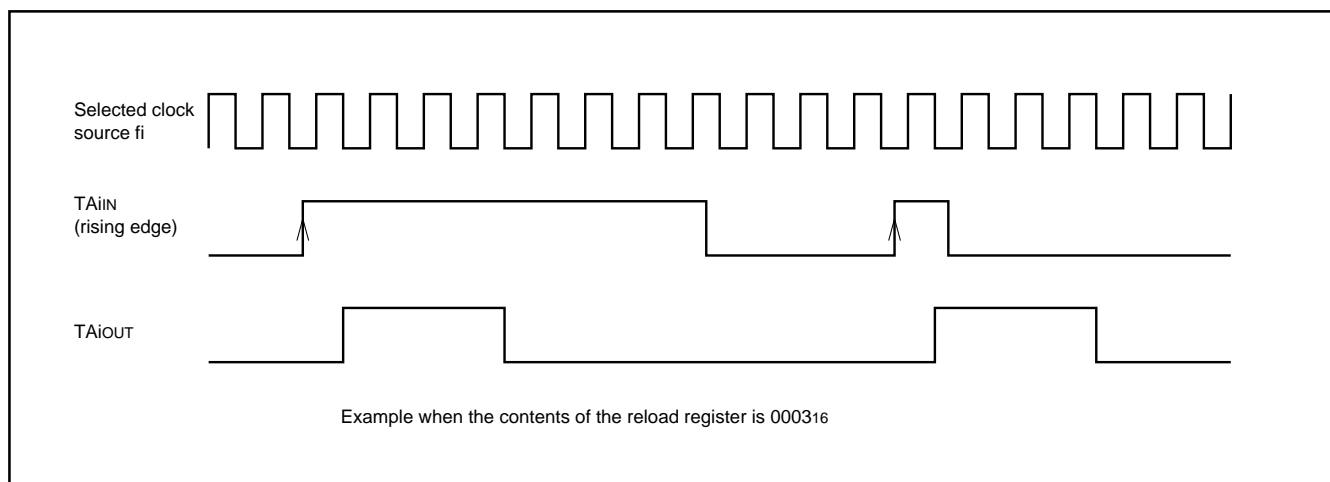 Selected clock
source fi
TAiIN
(rising edge)
TAiOUT
Example when the contents of the reload register is 000316